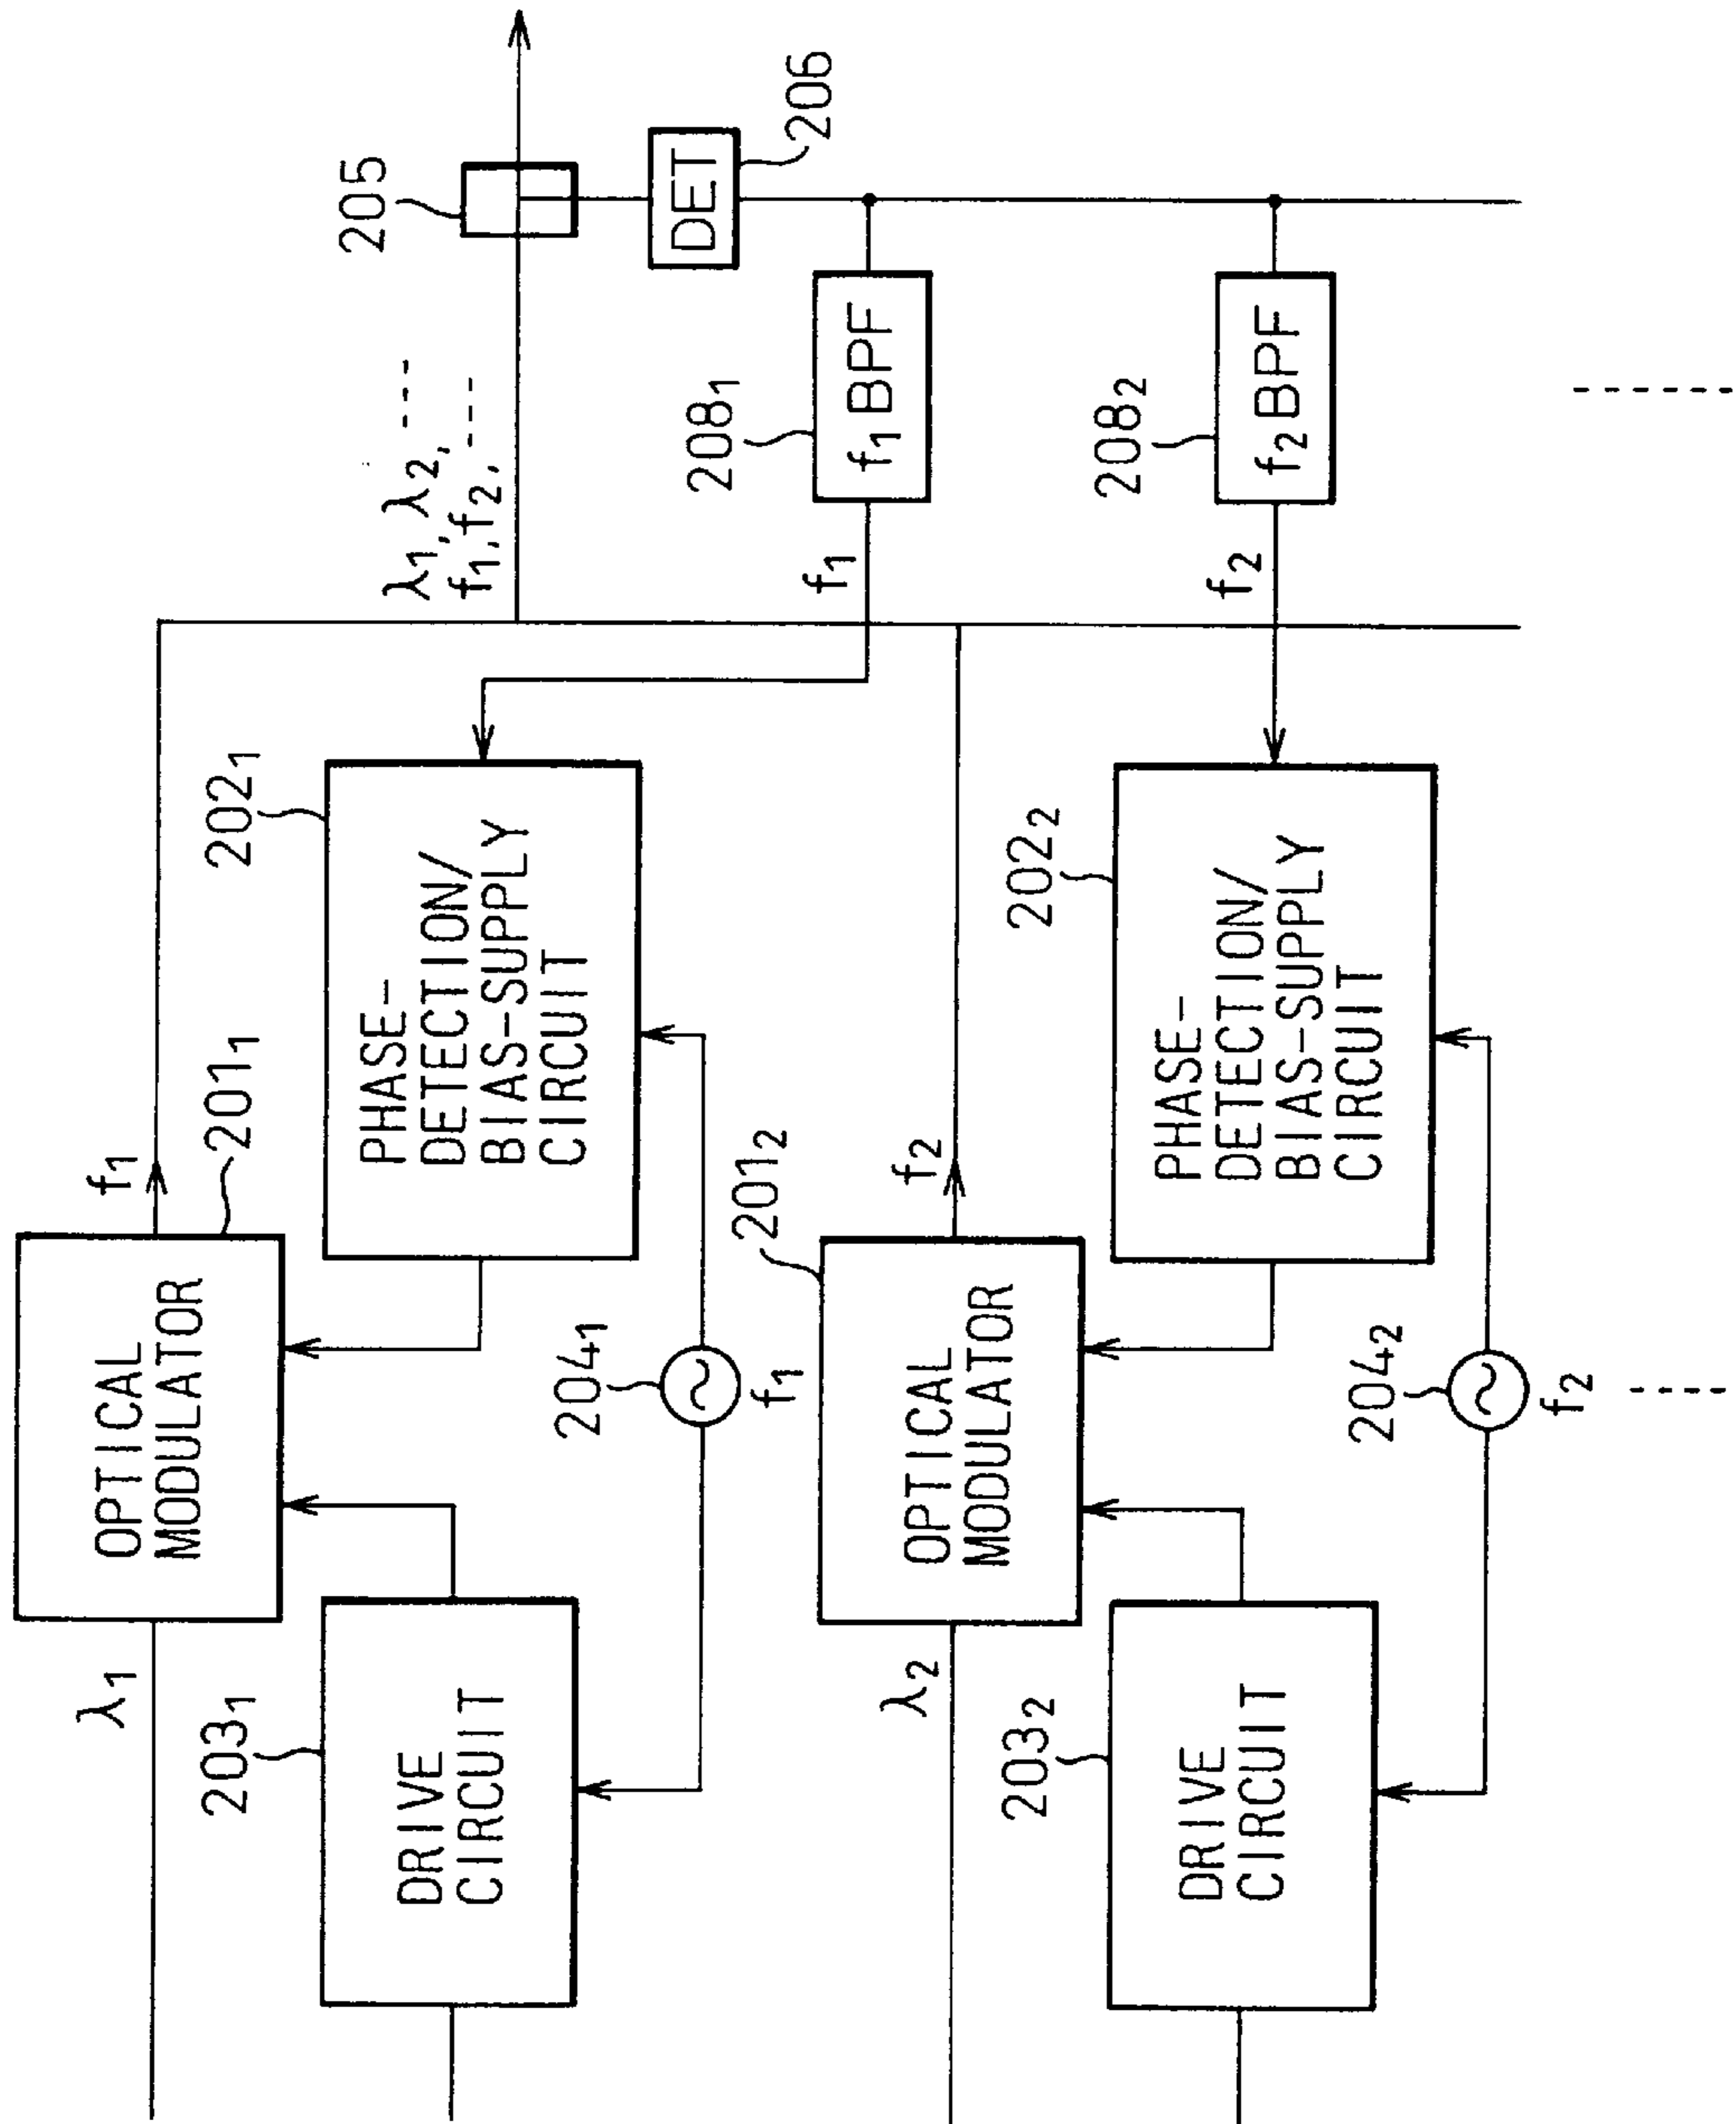 λ₁
OPTICAL
MODULATOR
f₁
201₁
203₁
DRIVE
CIRCUIT
204₁
f₁
202₁
PHASE-
DETECTION/
BIAS-SUPPLY
CIRCUIT
λ₁, λ₂, ----
f₁, f₂, ----
205
DET
206
f₁
208₁
f₁ BPF
λ₂
OPTICAL
MODULATOR
201₂
f₂
203₂
DRIVE
CIRCUIT
204₂
f₂
202₂
PHASE-
DETECTION/
BIAS-SUPPLY
CIRCUIT
f₂
208₂
f₂ BPF